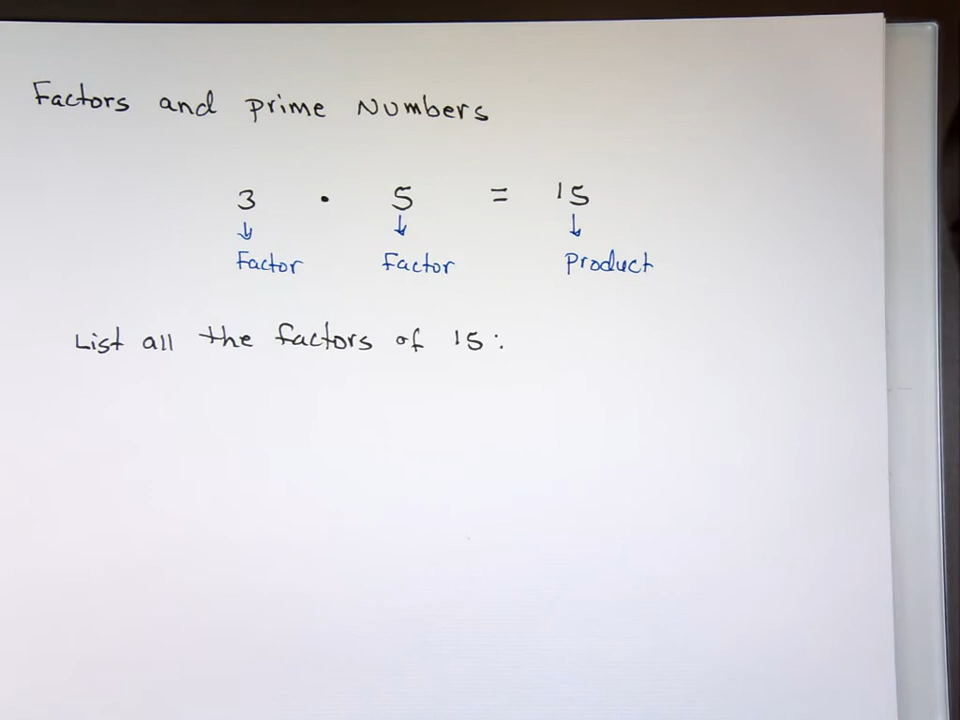 Factors and prime Numbers
3 · 5 = 15
↓ ↓ ↓
Factor Factor Product
List all the factors of 15: